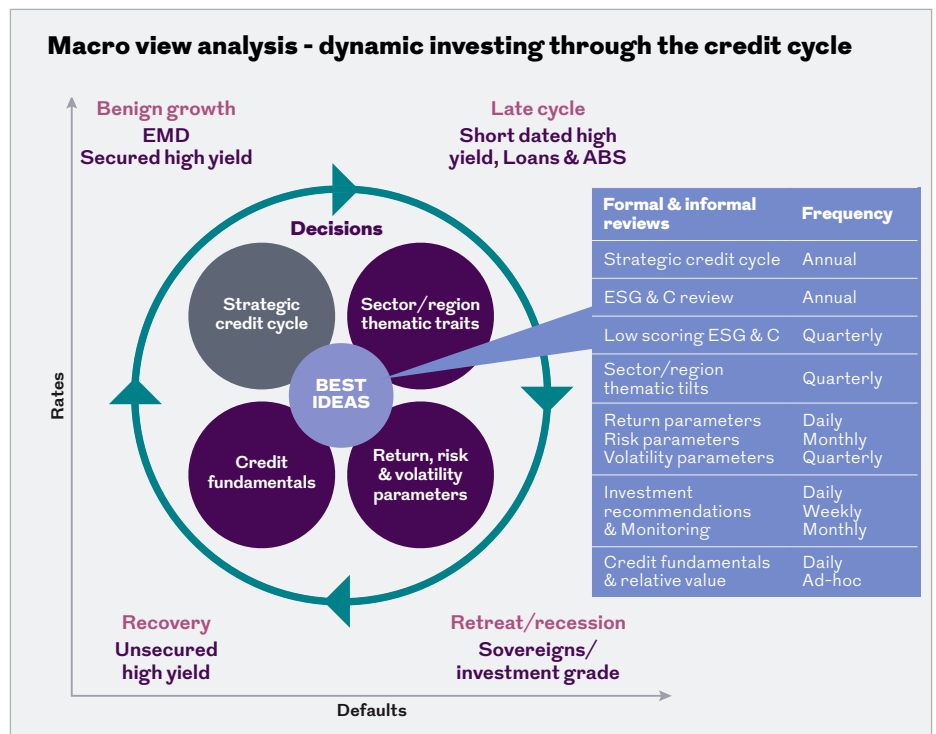 Macro view analysis - dynamic investing through the credit cycle
Benign growth
EMD
Secured high yield
Late cycle
Short dated high
yield, Loans & ABS
Decisions
Strategic
credit cycle
Sector/region
thematic traits
BEST
IDEAS
Credit
fundamentals
Return, risk
& volatility
parameters
Rates
Recovery
Unsecured
high yield
Retreat/recession
Sovereigns/
investment grade
Defaults
Formal & informal
reviews
Frequency
Strategic credit cycle Annual
ESG & C review Annual
Low scoring ESG & C Quarterly
Sector/region
thematic tilts
Quarterly
Return parameters Daily
Risk parameters Monthly
Volatility parameters Quarterly
Investment Daily
recommendations Weekly
& Monitoring Monthly
Credit fundamentals Daily
& relative value Ad-hoc